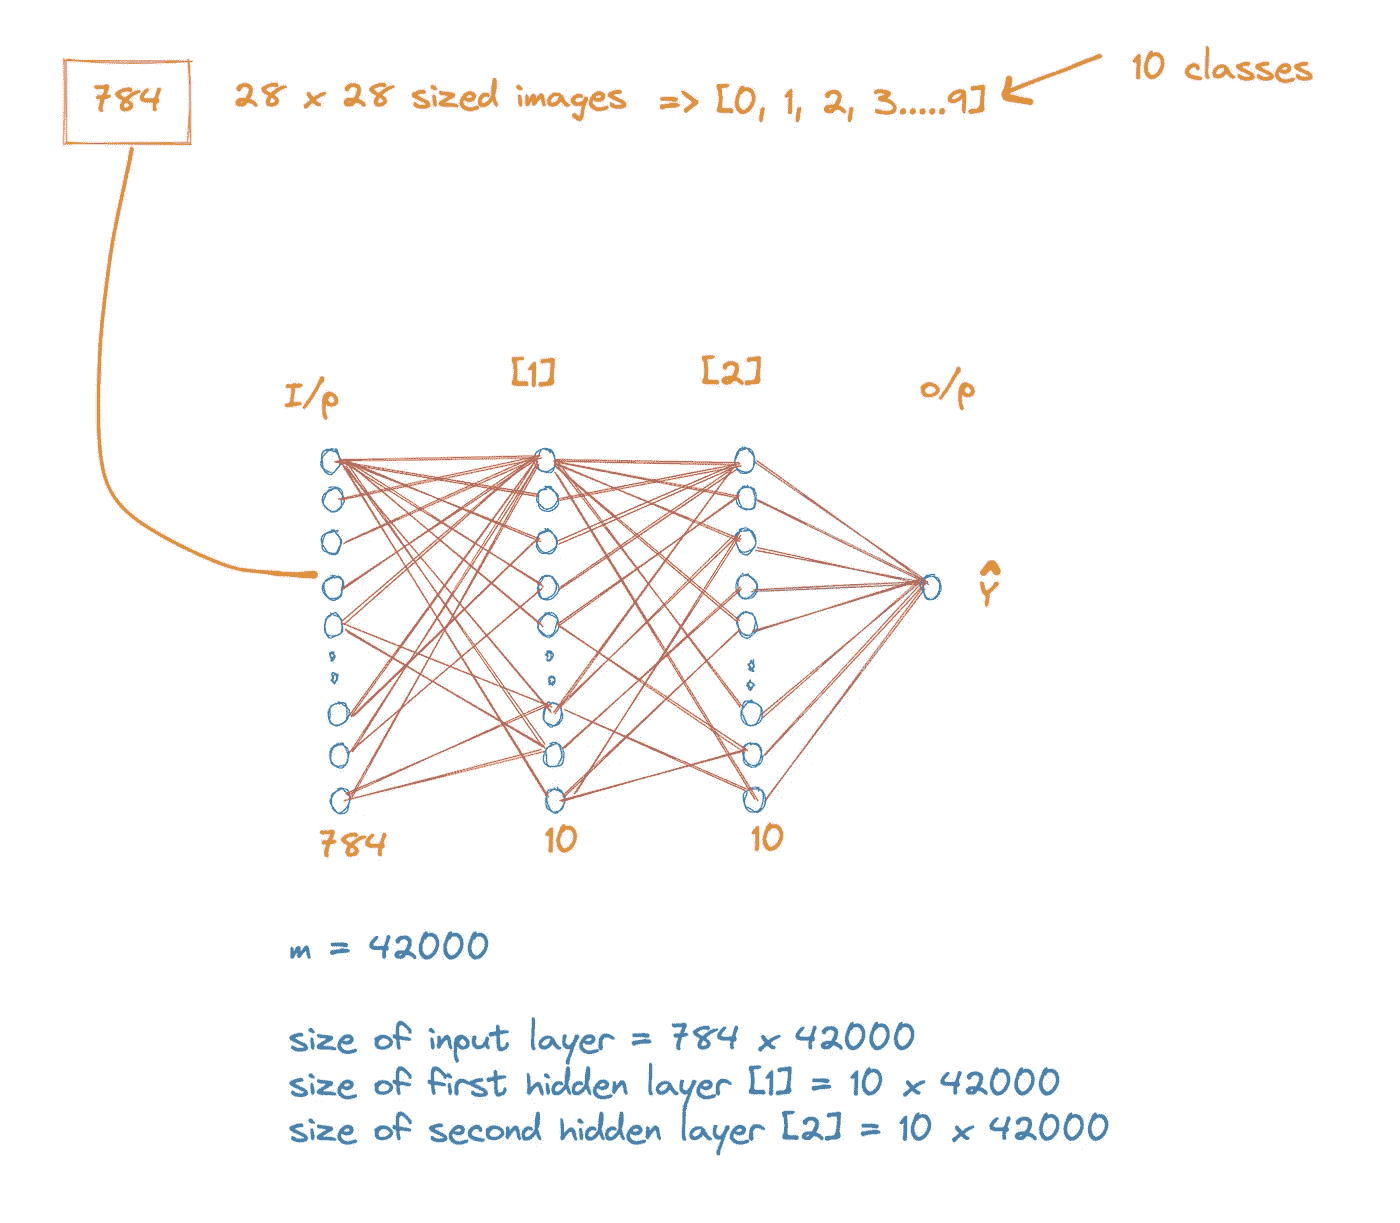 784 28 x 28 sized images => [0, 1, 2, 3.....9] 10 classes
I/p [1] [2] o/p
Ŷ
784 10 10
m = 42000
size of input layer = 784 x 42000
size of first hidden layer [1] = 10 x 42000
size of second hidden layer [2] = 10 x 42000